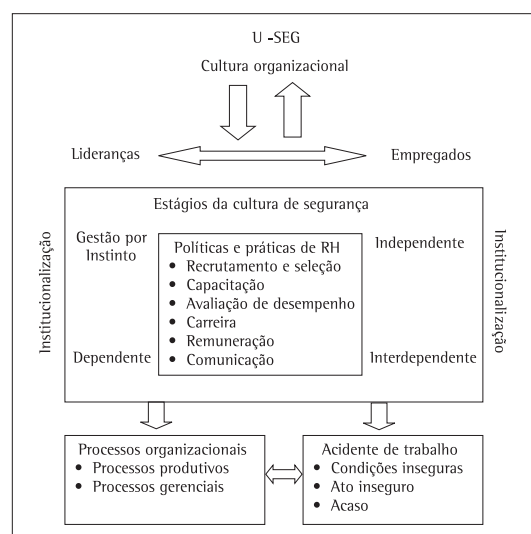 U -SEG
Cultura organizacional
Lideranças
Empregados
Institucionalização
Estágios da cultura de segurança
Gestão por
Instinto
Políticas e práticas de RH
• Recrutamento e seleção
• Capacitação
• Avaliação de desempenho
• Carreira
• Remuneração
• Comunicação
Independente
Dependente
Interdependente
Institucionalização
Processos organizacionais
• Processos produtivos
• Processos gerenciais
Acidente de trabalho
• Condições inseguras
• Ato inseguro
• Acaso